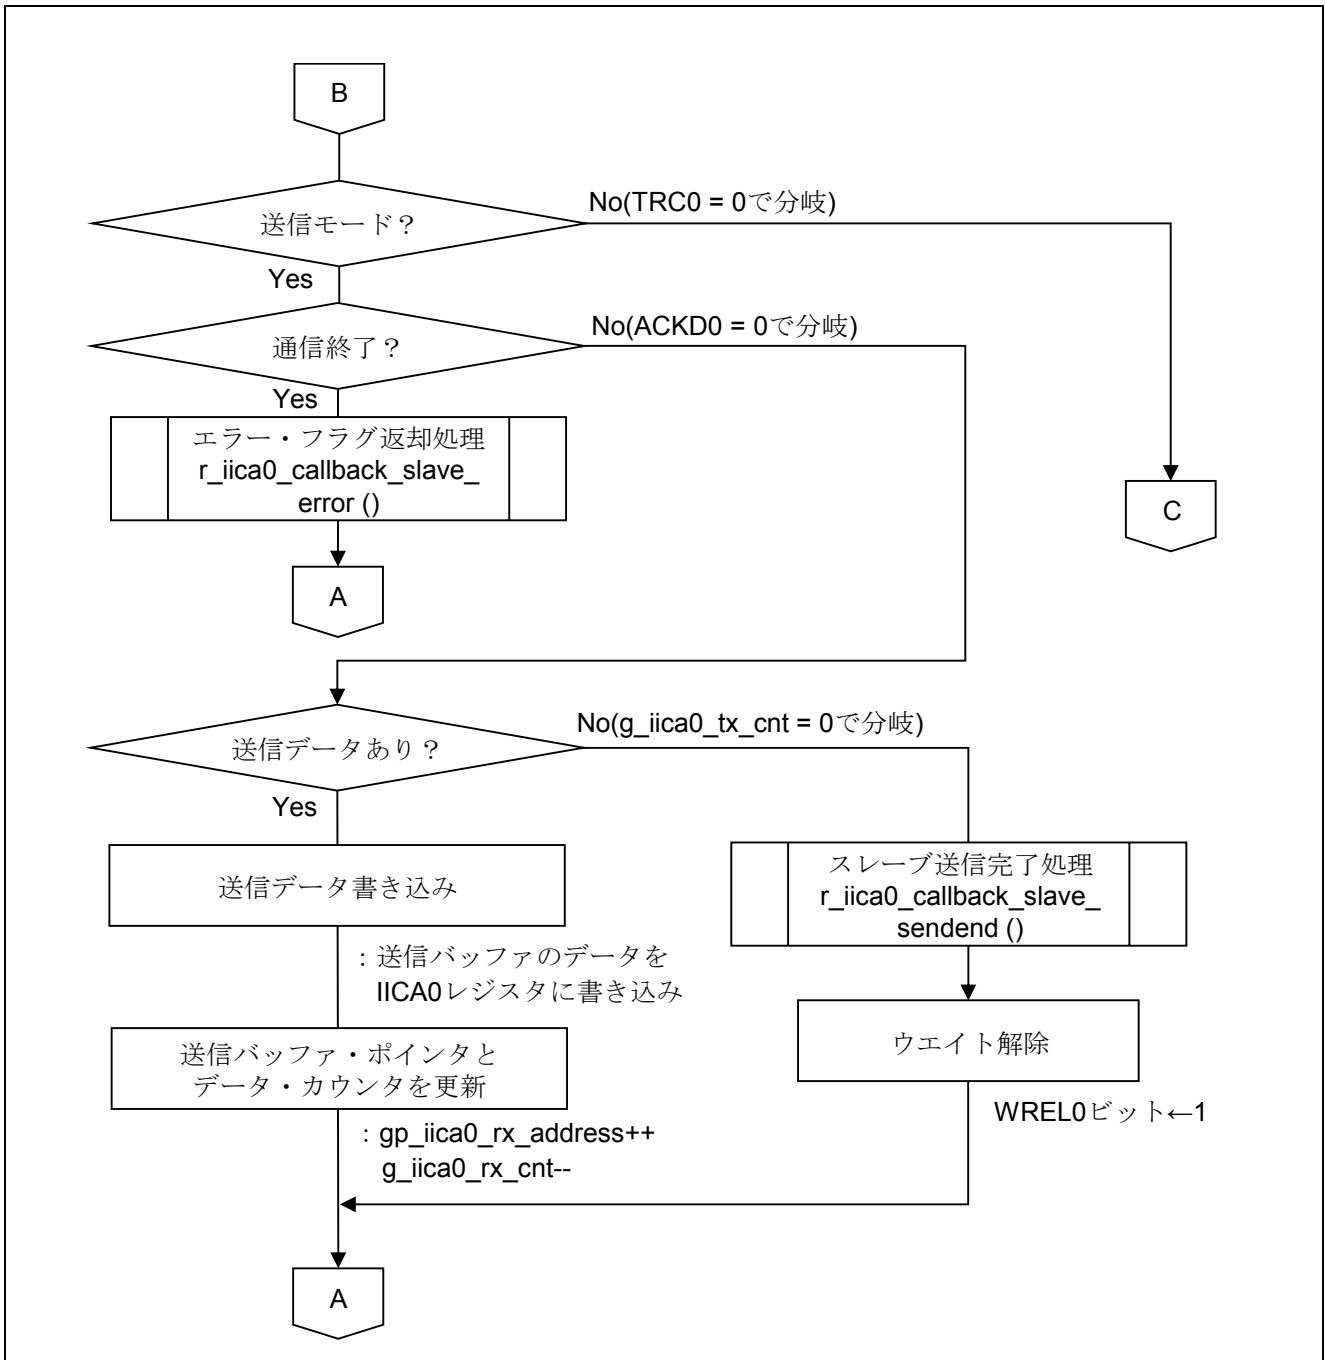 B
送信モード？
No(TRC0 = 0で分岐)
Yes
通信終了？
No(ACKD0 = 0で分岐)
Yes
エラー・フラグ返却処理
r_iica0_callback_slave_
error ()
C
A
送信データあり？
No(g_iica0_tx_cnt = 0で分岐)
Yes
送信データ書き込み
：送信バッファのデータを
IICA0レジスタに書き込み
スレーブ送信完了処理
r_iica0_callback_slave_
sendend ()
送信バッファ・ポインタと
データ・カウンタを更新
：gp_iica0_rx_address++
g_iica0_rx_cnt--
ウエイト解除
WREL0ビット←1
A